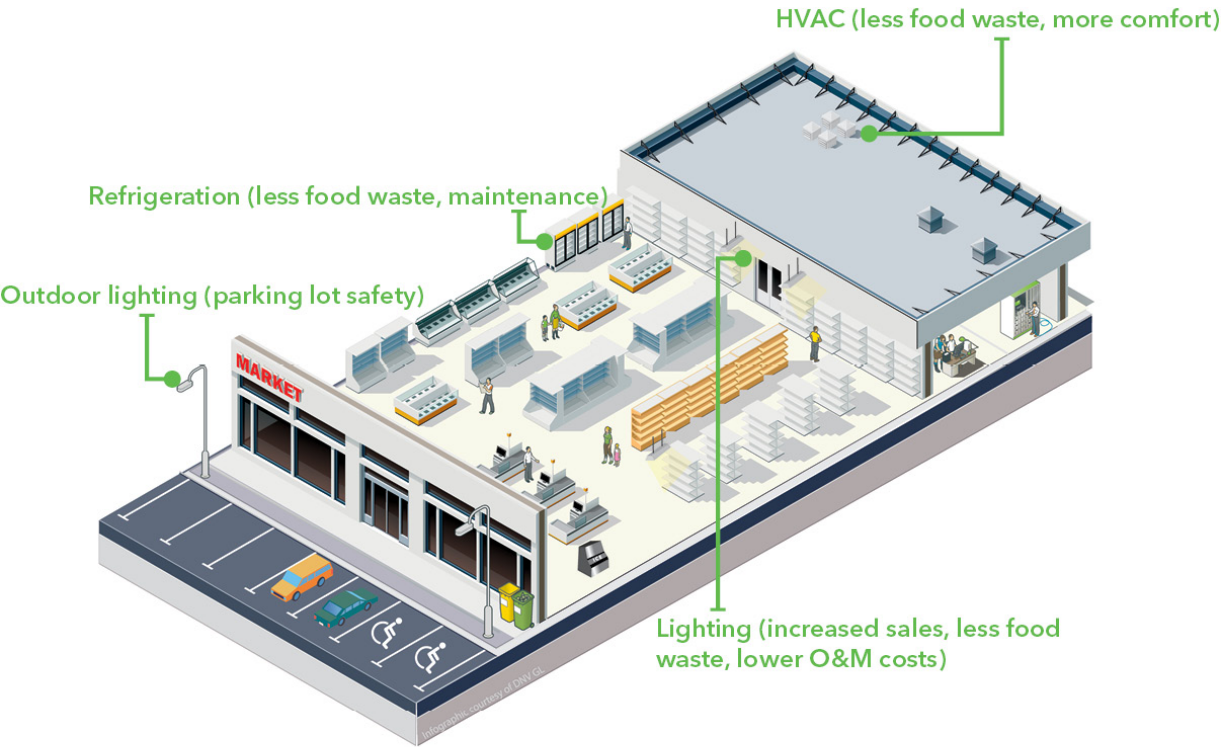 HVAC (less food waste, more comfort)
Refrigeration (less food waste, maintenance)
Outdoor lighting (parking lot safety)
MARKET
Lighting (increased sales, less food
waste, lower O&M costs)
Infographic courtesy of DNV GL